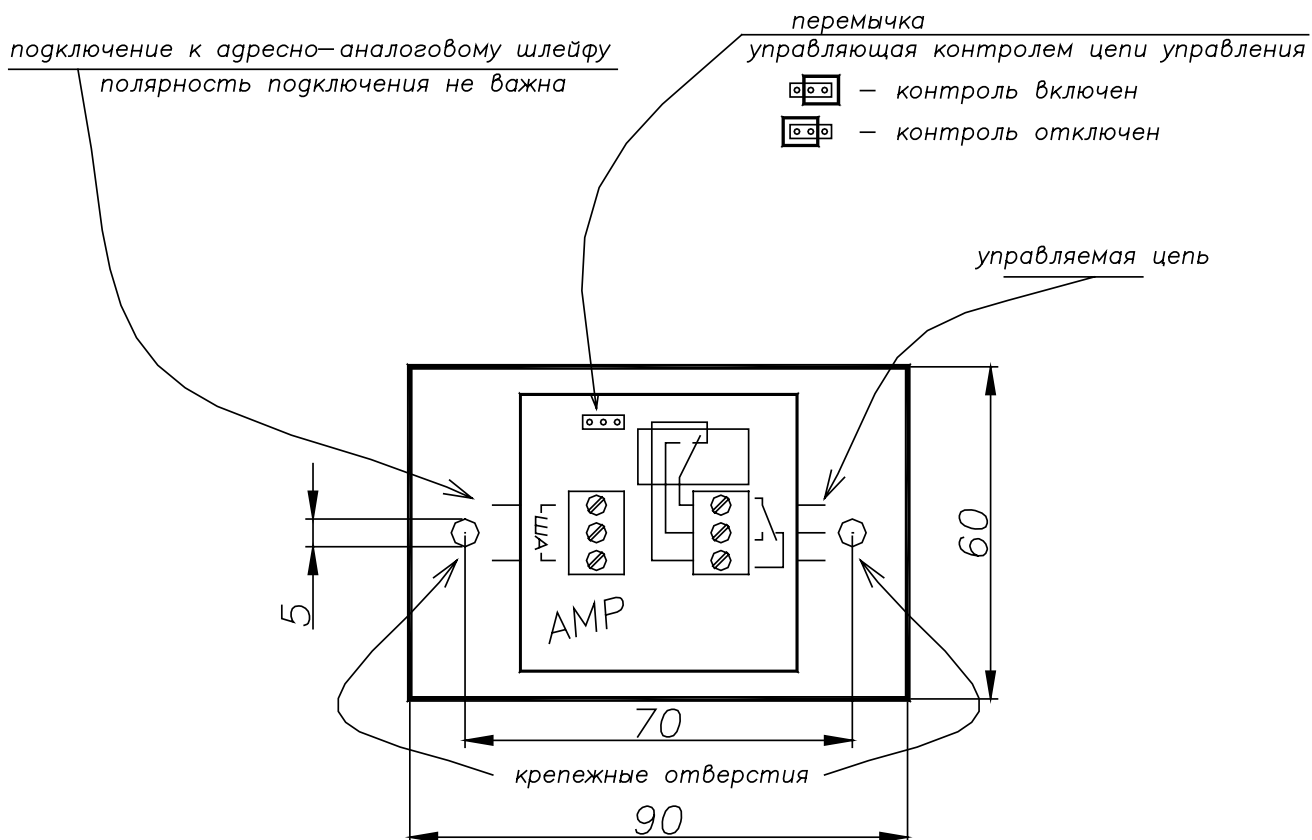 перемычка
подключение к адресно-аналоговому шлейфу
управляющая контролем цепи управления
полярность подключения не важна
– контроль включен
– контроль отключен
управляемая цепь
ША
АМР
5
60
70
крепежные отверстия
90